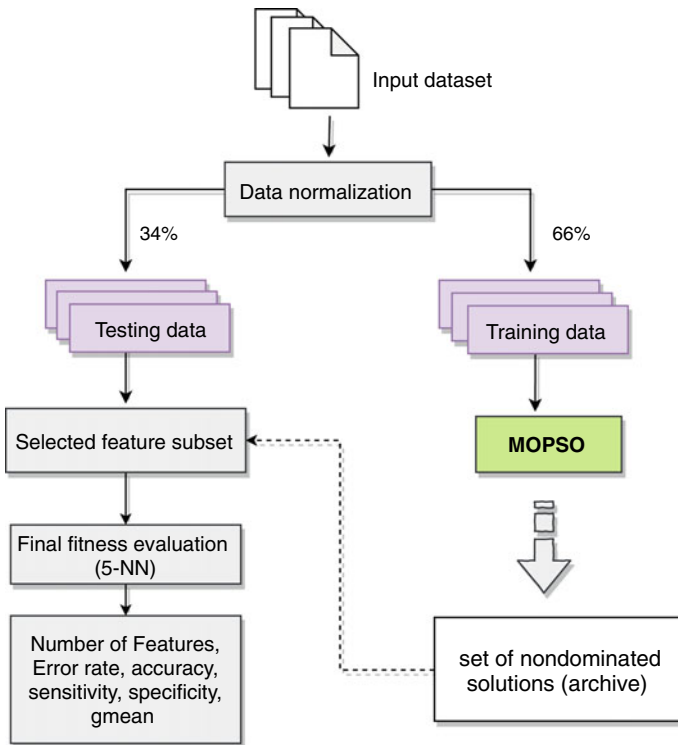 Input dataset
Data normalization
34%
66%
Testing data
Training data
Selected feature subset
MOPSO
Final fitness evaluation
(5-NN)
Number of Features,
Error rate, accuracy,
sensitivity, specificity,
gmean
set of nondominated
solutions (archive)